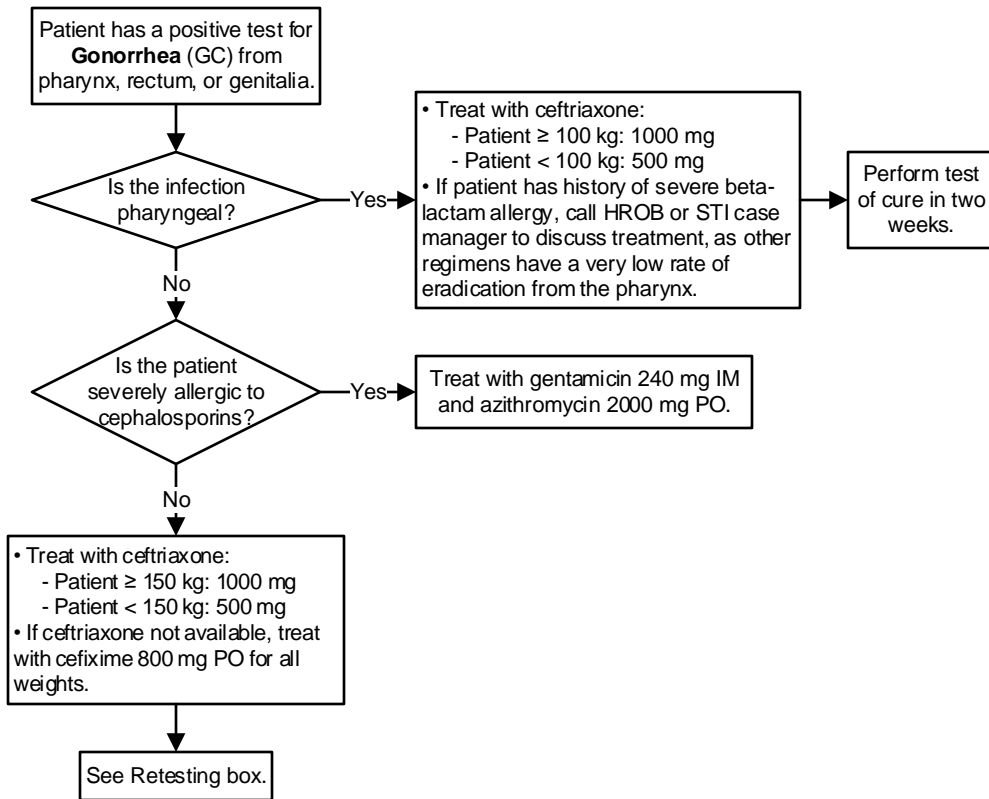 Patient has a positive test for
Gonorrhea (GC) from
pharynx, rectum, or genitalia.
Is the infection
pharyngeal?
Yes
• Treat with ceftriaxone:
- Patient ≥ 100 kg: 1000 mg
- Patient < 100 kg: 500 mg
• If patient has history of severe beta-
lactam allergy, call HROB or STI case
manager to discuss treatment, as other
regimens have a very low rate of
eradication from the pharynx.
Perform test
of cure in two
weeks.
No
Is the patient
severely allergic to
cephalosporins?
Yes
Treat with gentamicin 240 mg IM
and azithromycin 2000 mg PO.
No
• Treat with ceftriaxone:
- Patient ≥ 150 kg: 1000 mg
- Patient < 150 kg: 500 mg
• If ceftriaxone not available, treat
with cefixime 800 mg PO for all
weights.
See Retesting box.